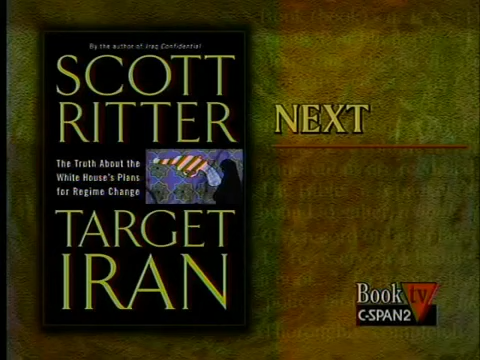 By the author of Iraq Confidential
SCOTT
RITTER
The Truth About the
White House's Plans
for Regime Change
TARGET
IRAN
NEXT
Book tv
C-SPAN2